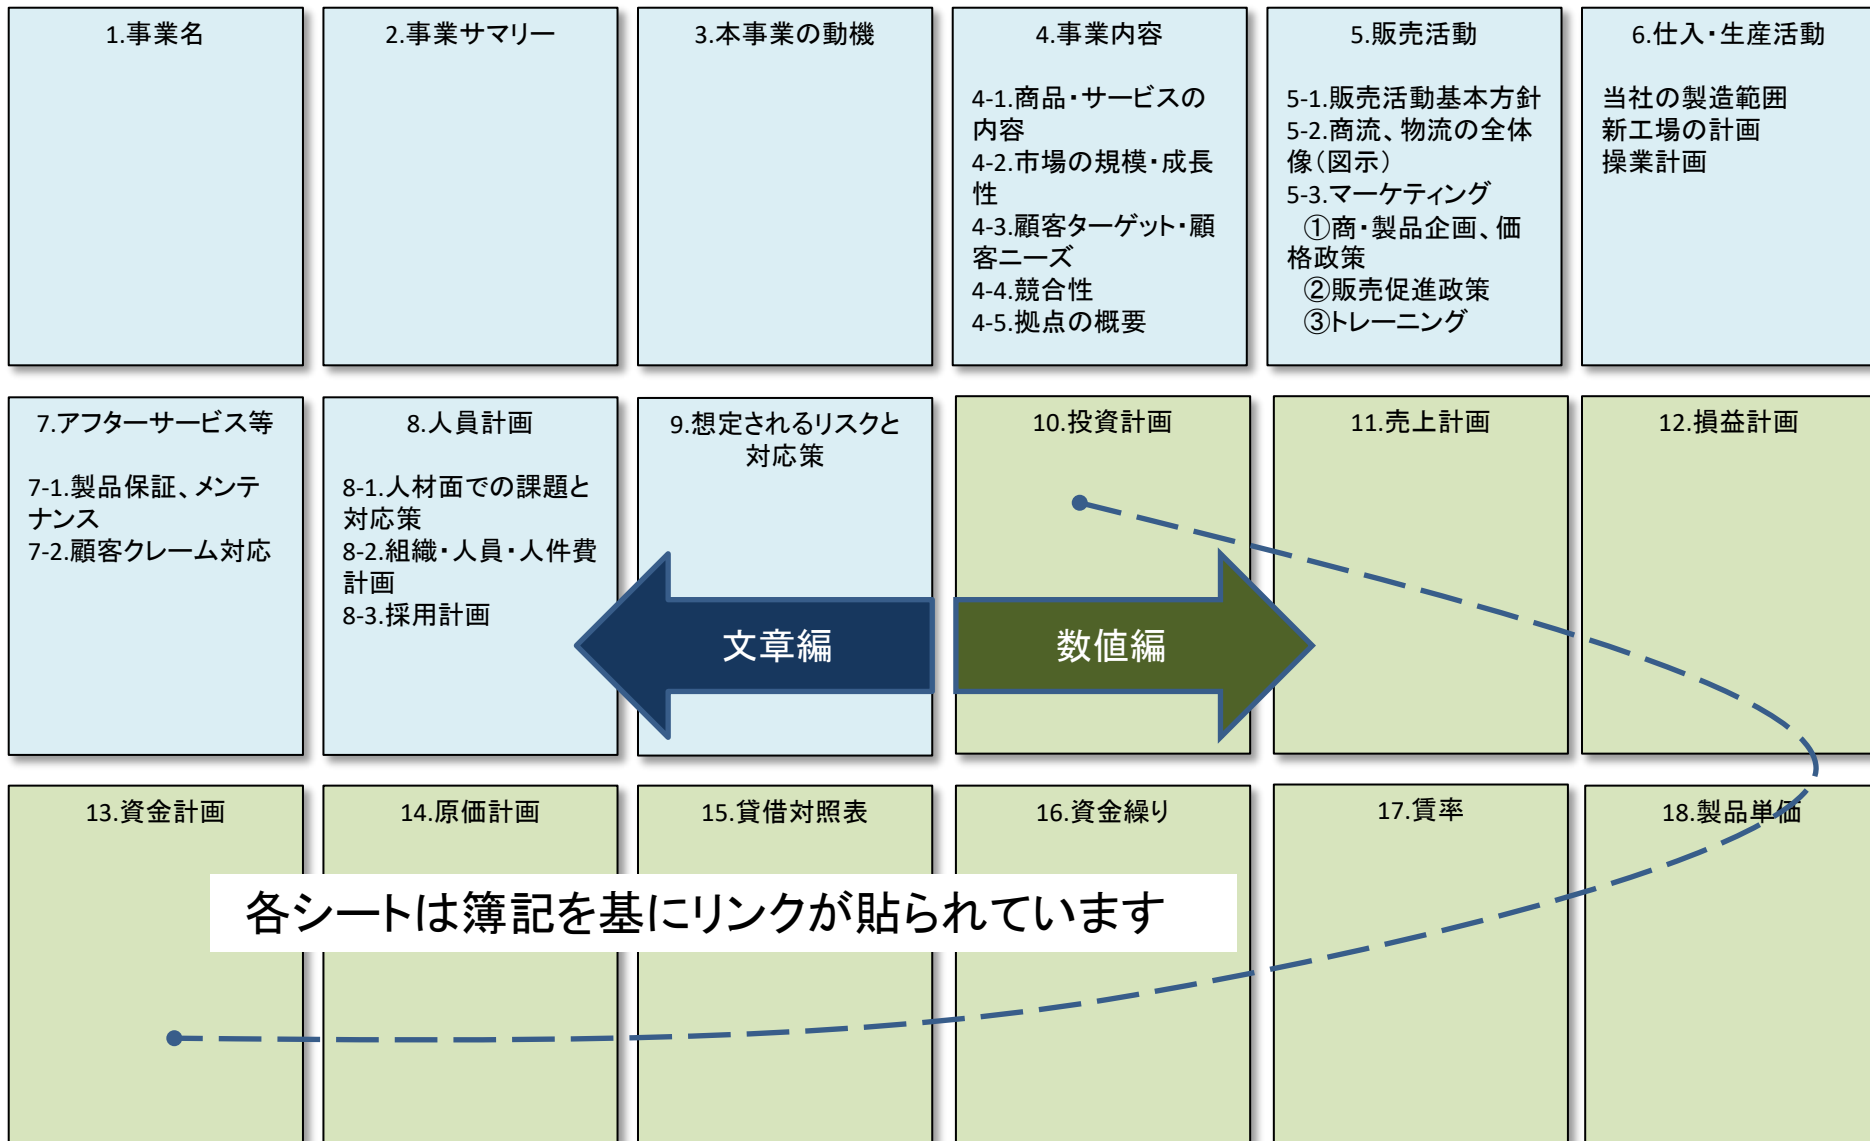 1.事業名
2.事業サマリー
3.本事業の動機
4.事業内容
4-1.商品・サービスの
内容
4-2.市場の規模・成長
性
4-3.顧客ターゲット・顧
客ニーズ
4-4.競合性
4-5.拠点の概要
5.販売活動
5-1.販売活動基本方針
5-2.商流、物流の全体
像(図示)
5-3.マーケティング
①商・製品企画、価
格政策
②販売促進政策
③トレーニング
6.仕入・生産活動
当社の製造範囲
新工場の計画
操業計画
7.アフターサービス等
7-1.製品保証、メンテ
ナンス
7-2.顧客クレーム対応
8.人員計画
8-1.人材面での課題と
対応策
8-2.組織・人員・人件費
計画
8-3.採用計画
9.想定されるリスクと
対応策
10.投資計画
11.売上計画
12.損益計画
文章編
数値編
13.資金計画
14.原価計画
15.貸借対照表
16.資金繰り
17.賃率
18.製品単価
各シートは簿記を基にリンクが貼られています